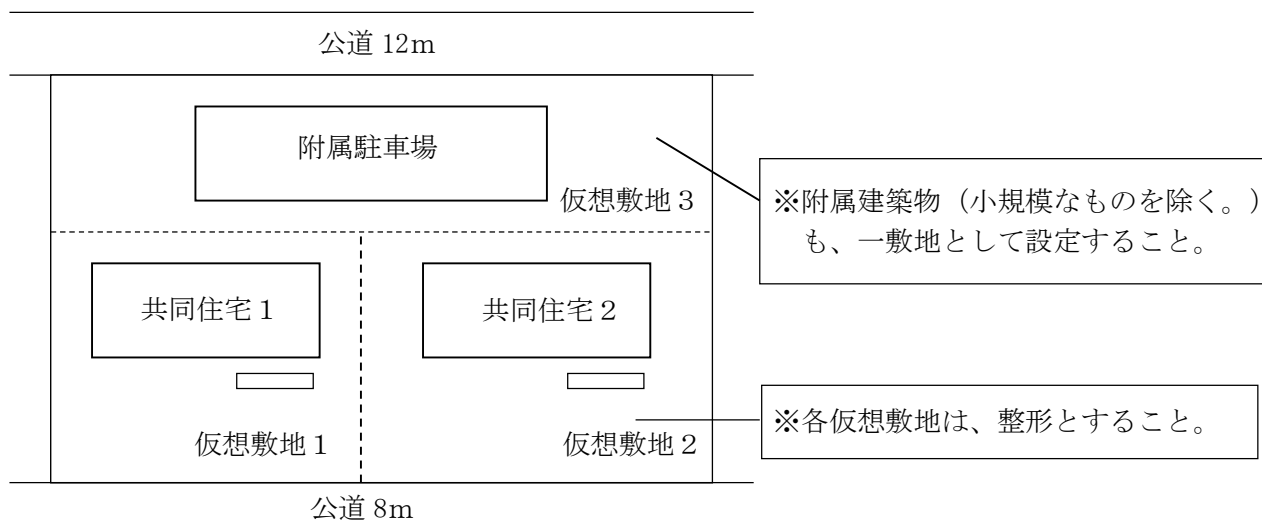 公道 12m
附属駐車場
仮想敷地3
※附属建築物(小規模なものを除く。)
も、一敷地として設定すること。
共同住宅1
共同住宅2
※各仮想敷地は、整形とすること。
仮想敷地1
仮想敷地2
公道 8m